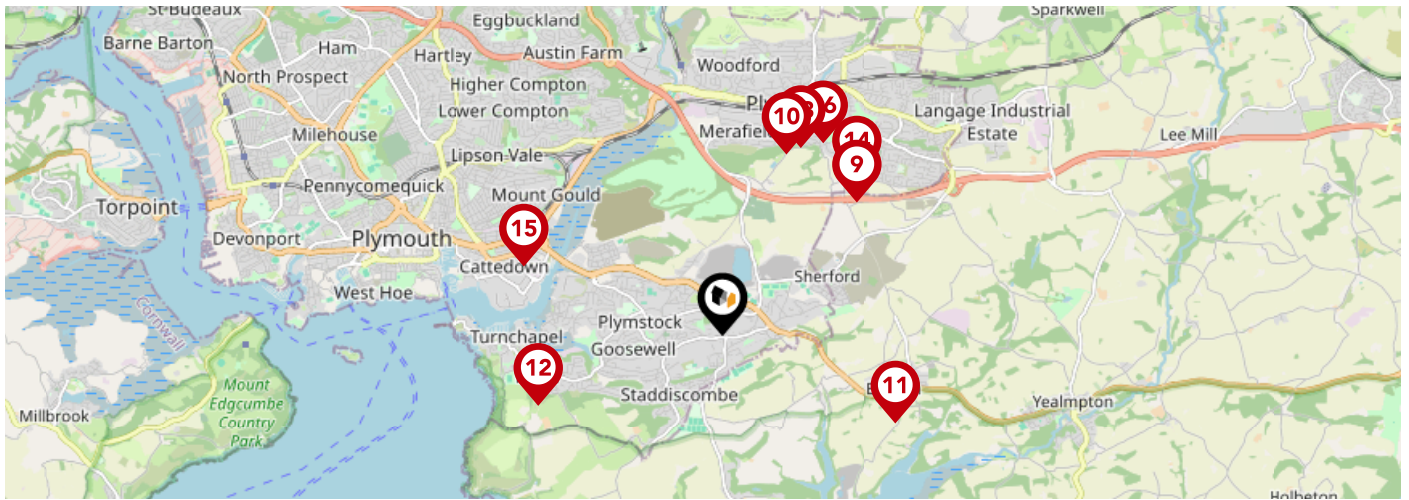 St Budeaux
Eggbuckland
Sparkwell
Barne Barton
Ham
Hartley
Austin Farm
Woodford
North Prospect
Higher Compton
Lower Compton
10
6
Langage Industrial
Estate
Milehouse
Merafield
14
Lee Mill
Lipson Vale
9
Pennycomequick
Mount Gould
Torpoint
15
Devonport
Plymouth
Cattedown
Sherford
West Hoe
Cornwall
Plymstock
Turnchapel
Goosewell
12
11
Mount
Edgcumbe
Country
Park
Staddiscombe
Yealmpton
Millbrook
Holbeton